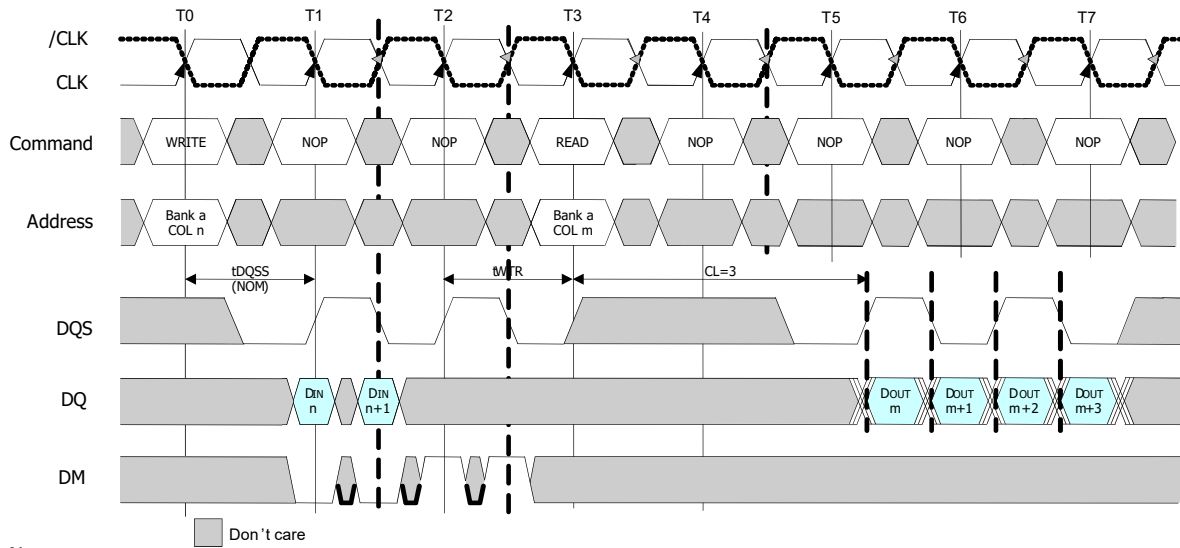 T0 T1 T2 T3 T4 T5 T6 T7
/CLK
CLK
Command WRITE NOP NOP READ NOP NOP NOP NOP
Address Bank a COL n Bank a COL m
tDQSS (NOM) tWTR CL=3
DQS
DQ DIN n DIN n+1 DOUT m DOUT m+1 DOUT m+2 DOUT m+3
DM
Don't care